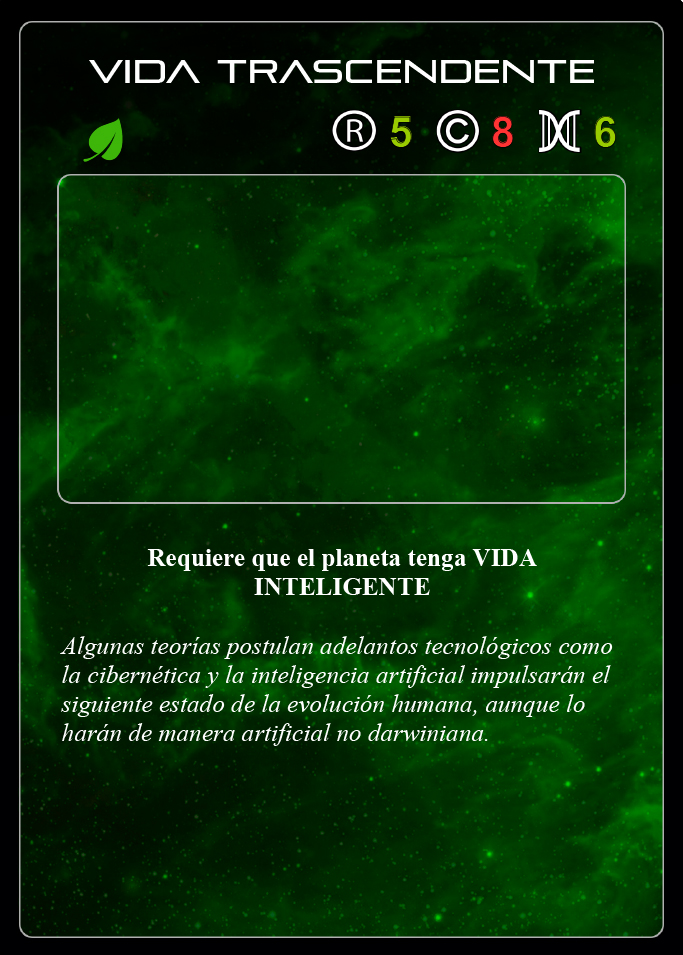 VIDA TRASCENDENTE
® 5 © 8 6
Requiere que el planeta tenga VIDA
INTELIGENTE
Algunas teorías postulan adelantos tecnológicos como
la cibernética y la inteligencia artificial impulsarán el
siguiente estado de la evolución humana, aunque lo
harán de manera artificial no darwiniana.